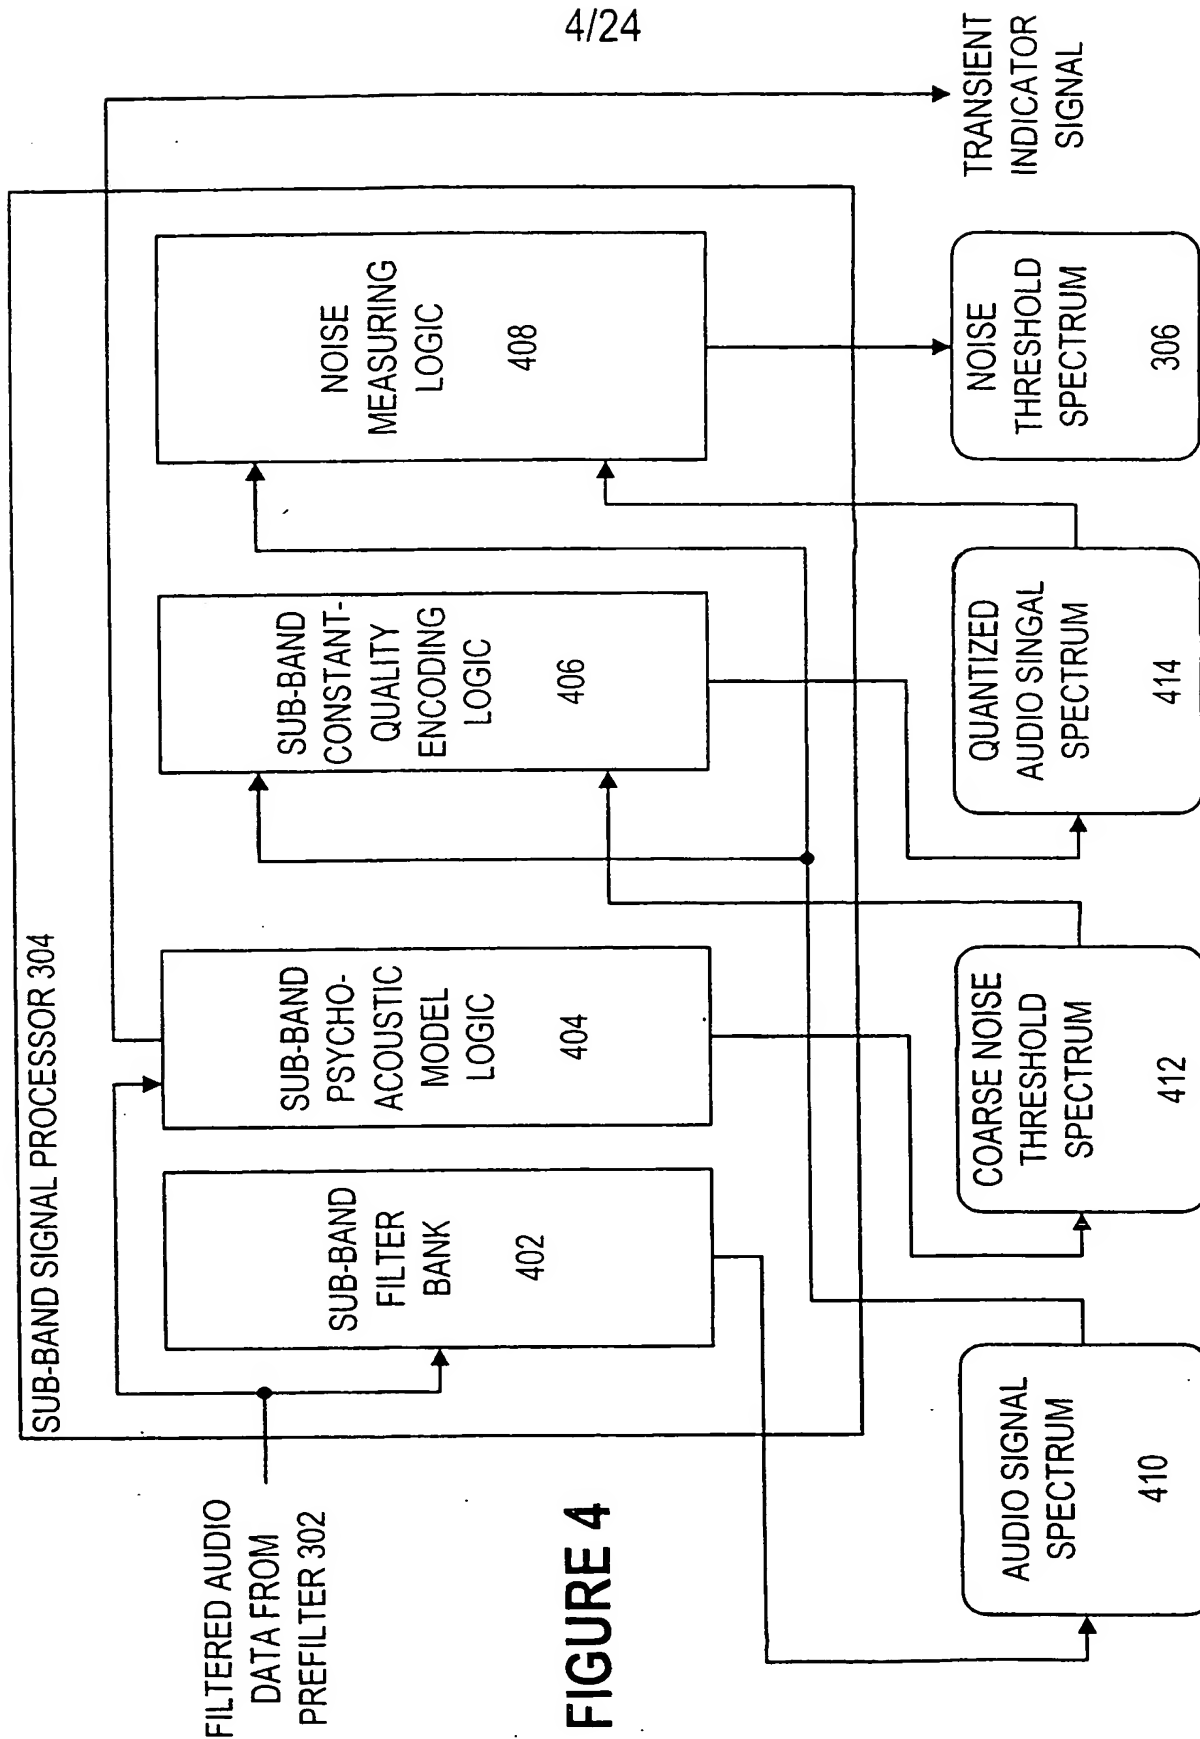 4/24
SUB-BAND SIGNAL PROCESSOR 304
FILTERED AUDIO
DATA FROM
PREFILTER 302
SUB-BAND
FILTER
BANK
402
SUB-BAND
PSYCHO-
ACOUSTIC
MODEL
LOGIC
404
SUB-BAND
CONSTANT-
QUALITY
ENCODING
LOGIC
406
NOISE
MEASURING
LOGIC
408
AUDIO SIGNAL
SPECTRUM
410
COARSE NOISE
THRESHOLD
SPECTRUM
412
QUANTIZED
AUDIO SINGAL
SPECTRUM
414
NOISE
THRESHOLD
SPECTRUM
306
TRANSIENT
INDICATOR
SIGNAL
FIGURE 4